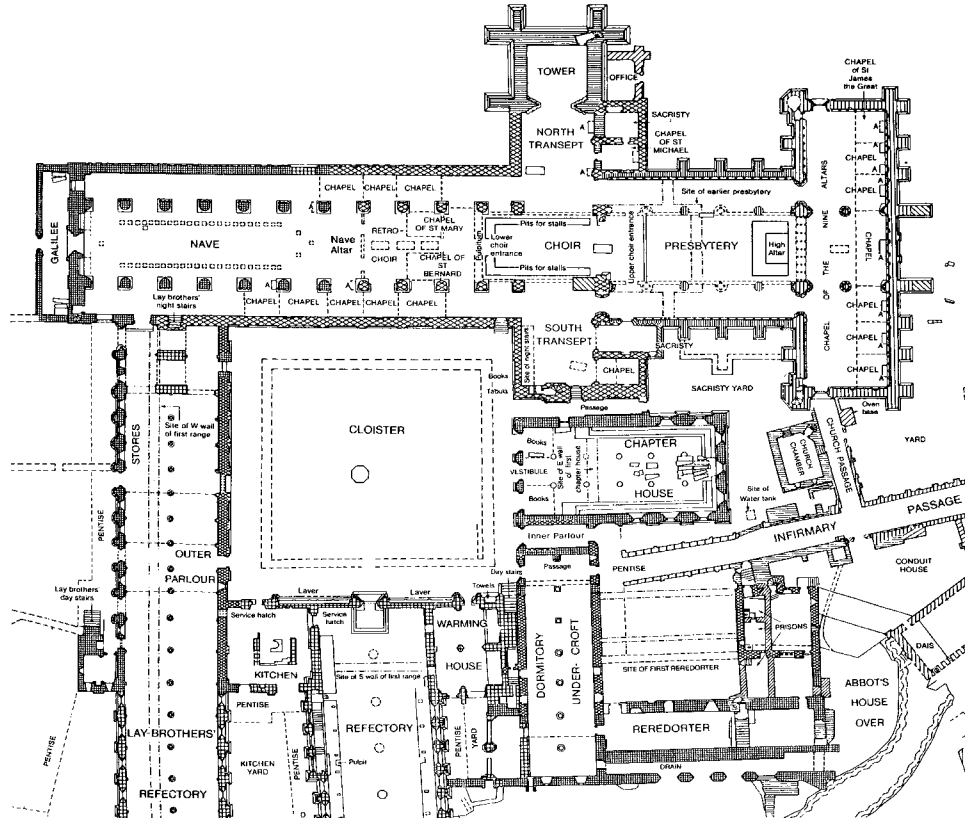 TOWER
OFFICE
CHAPEL
of St
James
the Great
NORTH
TRANSEPT
SACRISTY
CHAPEL
OF ST
MICHAEL
A
A
A
CHAPEL
A
CHAPEL
A
CHAPEL
A
CHAPEL
ALTARS
NINE
THE
OF
CHAPEL
CHAPEL
CHAPEL
CHAPEL
A
Site of earlier presbytery
CHAPEL
OF ST MARY
GALILEE
NAVE
Nave
Altar
RETRO-
CHOIR
CHAPEL OF
ST
BERNARD
Pulpitum
Lower
choir
entrance
Pits for stalls
CHOIR
Pits for stalls
Upper choir entrance
PRESBYTERY
High
Altar
CHAPEL
Lay brothers'
night stairs
A
CHAPEL
CHAPEL
CHAPEL
A
CHAPEL
CHAPEL
CHAPEL
A
CHAPEL
A
CHAPEL
A
Site of night stairs
SOUTH
TRANSEPT
SACRISTY
CHAPEL
SACRISTY YARD
Oven
base
Books
Tabula
Passage
STORES
Site of W wall
of first range
CLOISTER
Books
VESTIBULE
Books
Site of E wall
of first
chapter house
CHAPTER
HOUSE
CHURCH
CHAMBER
CHURCH PASSAGE
YARD
Site of
Water tank
PENTISE
OUTER
PARLOUR
Inner Parlour
INFIRMARY
PASSAGE
Passage
PENTISE
CONDUIT
HOUSE
Lay brothers'
day stairs
Day stairs
Towels
Laver
Laver
Service hatch
Service
hatch
WARMING
HOUSE
KITCHEN
Site of S wall of first range
DORMITORY
UNDER-CROFT
SITE OF FIRST REREDORTER
PRISONS
DAIS
ABBOT'S
HOUSE
OVER
PENTISE
PENTISE
LAY BROTHERS'
REFECTORY
KITCHEN
YARD
PENTISE
REFECTORY
Pulpit
PENTISE
YARD
REREDORTER
DRAIN